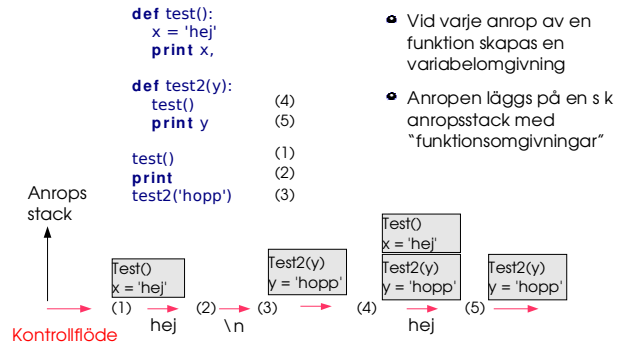 def test():
x = 'hej'
print x,
def test2(y):
test() (4)
print y (5)
test() (1)
print (2)
test2('hopp') (3)
Vid varje anrop av en
funktion skapas en
variabelomgivning
Anropen läggs på en s k
anropsstack med
"funktionsomgivningar"
Anrops
stack
Test()
x = 'hej'
Test2(y)
y = 'hopp'
Test()
x = 'hej'
Test2(y)
y = 'hopp'
Test2(y)
y = 'hopp'
(1) (2) (3) (4) (5)
Kontrollflöde
hej \n hej